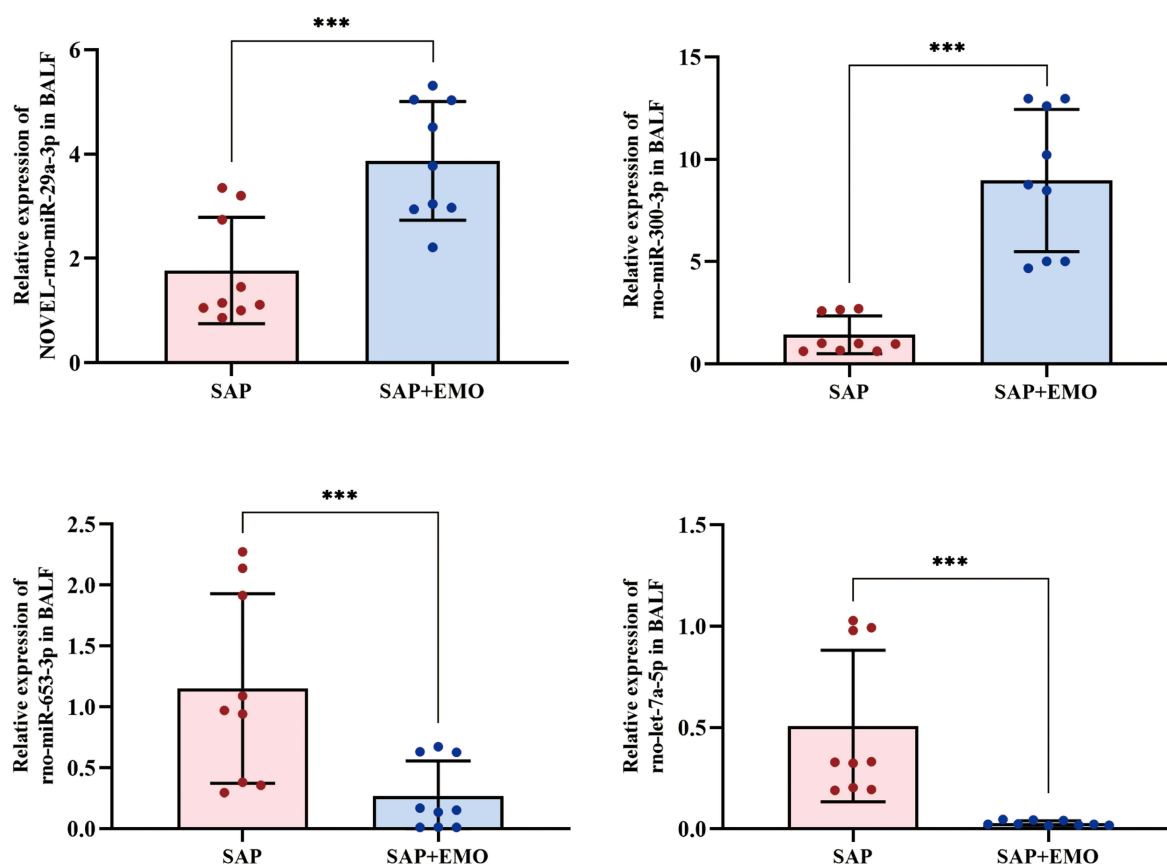 ***
Relative expression of
NOVEL-rno-miR-29a-3p in BALF
6
4
2
0
SAP
SAP+EMO
***
Relative expression of
rno-miR-300-3p in BALF
15
10
5
0
SAP
SAP+EMO
***
Relative expression of
rno-miR-653-3p in BALF
2.5
2.0
1.5
1.0
0.5
0.0
SAP
SAP+EMO
***
Relative expression of
rno-let-7a-5p in BALF
1.5
1.0
0.5
0.0
SAP
SAP+EMO